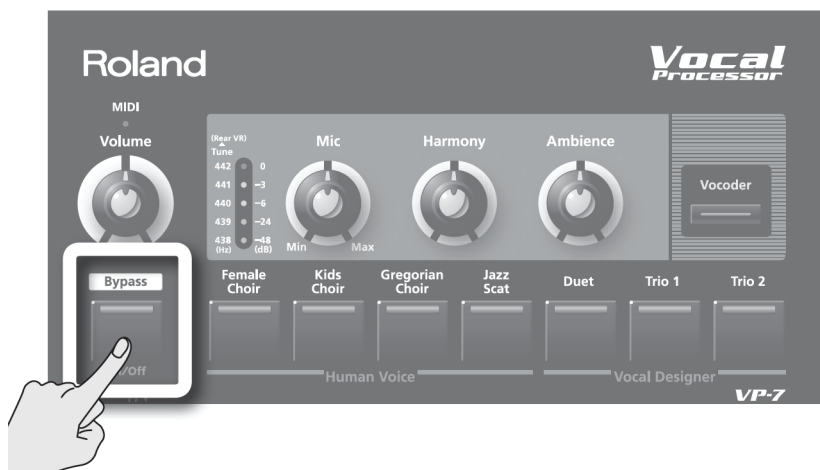 Roland
Vocal
Processor
MIDI
Volume
(Rear VR)
Tune
442 0
441 -3
440 -6
439 -24
438 -48
(Hz) (dB)
Mic
Min Max
Harmony
Ambience
Vocoder
Bypass
/Off
Female
Choir
Kids
Choir
Gregorian
Choir
Jazz
Scat
Duet
Trio 1
Trio 2
Human Voice
Vocal Designer
VP-7